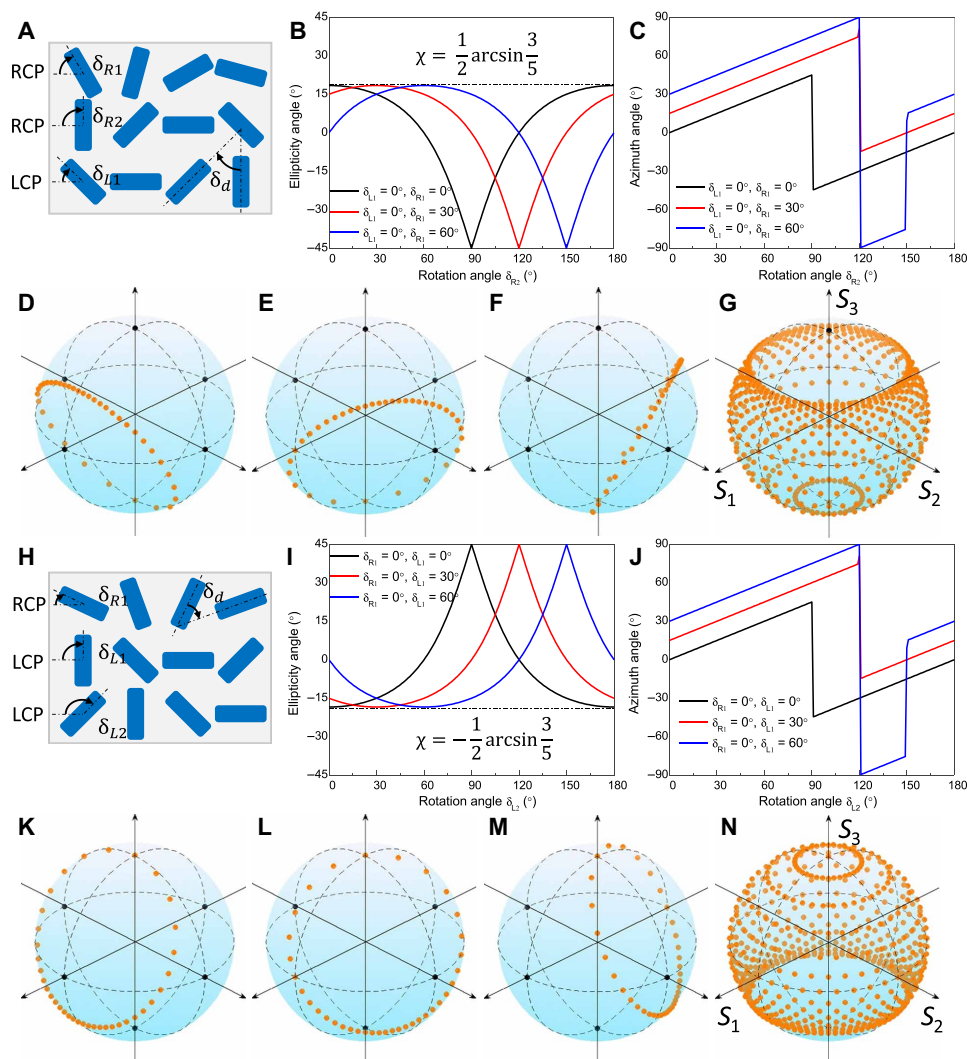 A
RCP
δR1
RCP
δR2
LCP
δL1
δd
B
χ = 1/2 arcsin 3/5
45
30
15
0
−15
−30
−45
Ellipticity angle (°)
δL1 = 0°, δR1 = 0°
δL1 = 0°, δR1 = 30°
δL1 = 0°, δR1 = 60°
0 30 60 90 120 150 180
Rotation angle δR2 (°)
C
90
60
30
0
−30
−60
−90
Azimuth angle (°)
δL1 = 0°, δR1 = 0°
δL1 = 0°, δR1 = 30°
δL1 = 0°, δR1 = 60°
0 30 60 90 120 150 180
Rotation angle δR2 (°)
D
E
F
G
S3
S1
S2
H
RCP
δR1
δd
LCP
δL1
LCP
δL2
I
45
30
15
0
−15
−30
−45
Ellipticity angle (°)
δR1 = 0°, δL1 = 0°
δR1 = 0°, δL1 = 30°
δR1 = 0°, δL1 = 60°
χ = −1/2 arcsin 3/5
0 30 60 90 120 150 180
Rotation angle δL2 (°)
J
90
60
30
0
−30
−60
−90
Azimuth angle (°)
δR1 = 0°, δL1 = 0°
δR1 = 0°, δL1 = 30°
δR1 = 0°, δL1 = 60°
0 30 60 90 120 150 180
Rotation angle δL2 (°)
K
L
M
N
S3
S1
S2